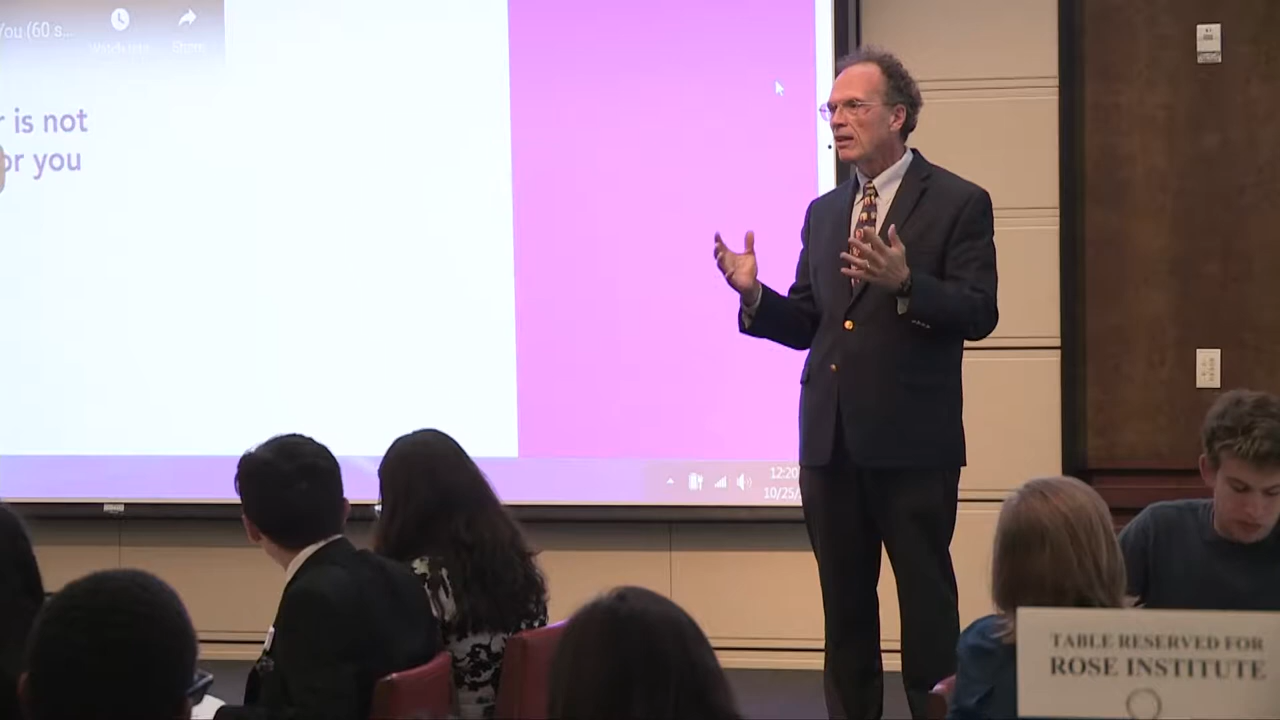 You (60 s...
Watch later Share
r is not
or you
12:20
10/25/
TABLE RESERVED FOR
ROSE INSTITUTE